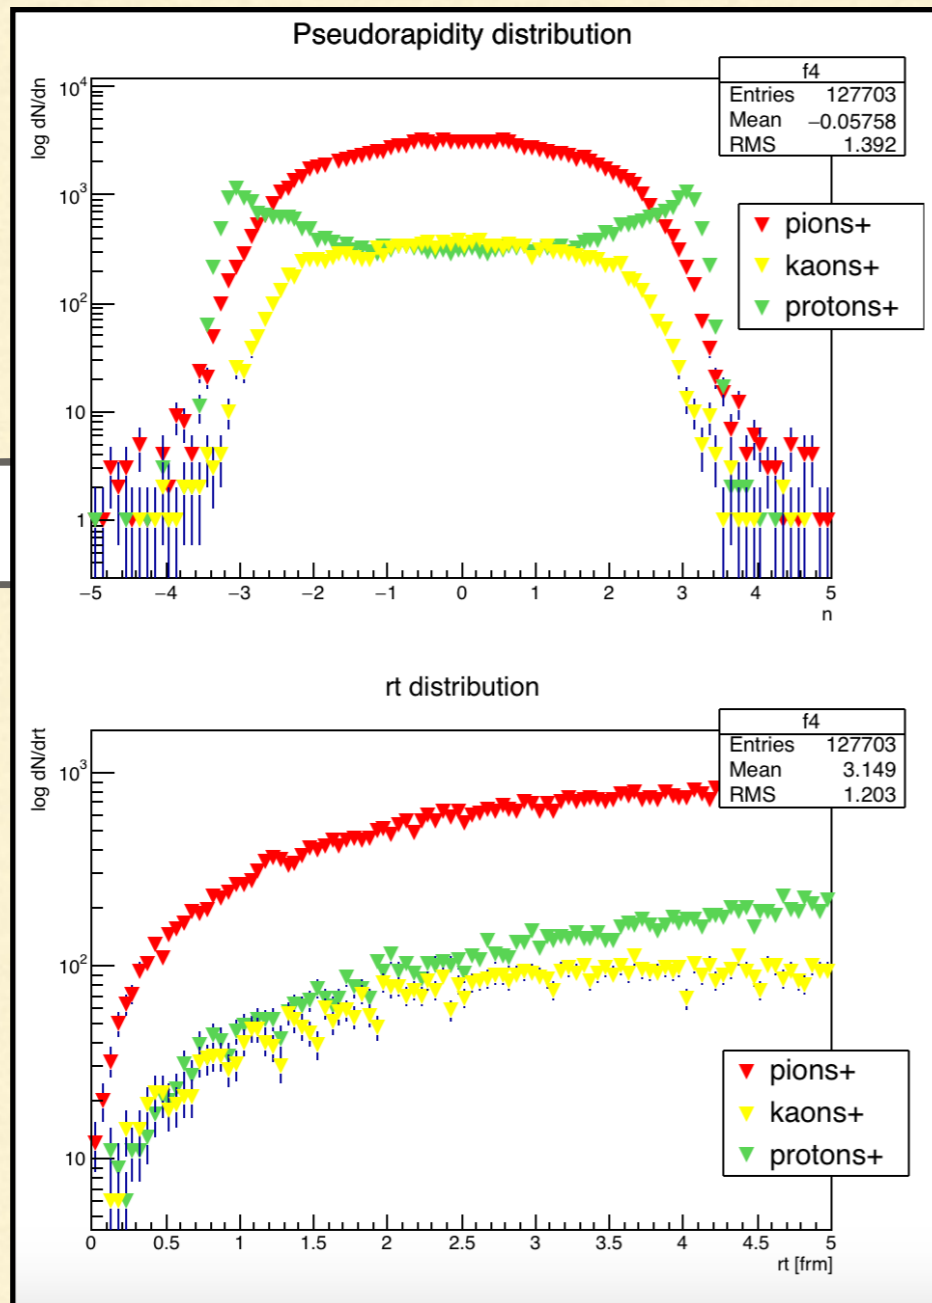 Pseudorapidity distribution
log dN/dn
f4
Entries 127703
Mean −0.05758
RMS 1.392
10⁴
10³
10²
10
1
pions+
kaons+
protons+
−5 −4 −3 −2 −1 0 1 2 3 4 5
n
rt distribution
log dN/drt
f4
Entries 127703
Mean 3.149
RMS 1.203
10³
10²
10
pions+
kaons+
protons+
0 0.5 1 1.5 2 2.5 3 3.5 4 4.5 5
rt [frm]